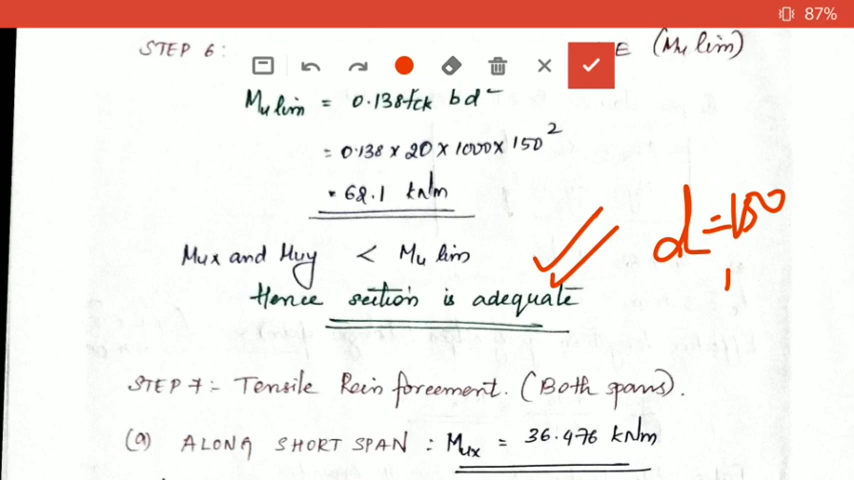 87%
STEP 6: E (Mu lim)
Mu lim = 0.138fck bd²
= 0.138 × 20 × 1000 × 150²
= 62.1 kNm
d=150
Mux and Muy < Mu lim
Hence section is adequate
STEP 7:- Tensile Reinforcement. (Both spans).
(a) ALONG SHORT SPAN : Mux = 36.476 kNm